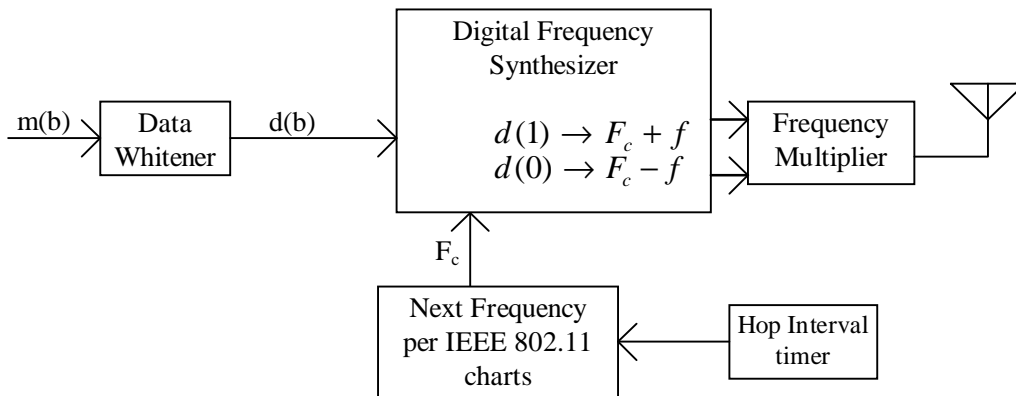 Digital Frequency
Synthesizer
m(b)
Data
Whitener
d(b)
d(1) → F_c + f
d(0) → F_c − f
Frequency
Multiplier
F_c
Next Frequency
per IEEE 802.11
charts
Hop Interval
timer